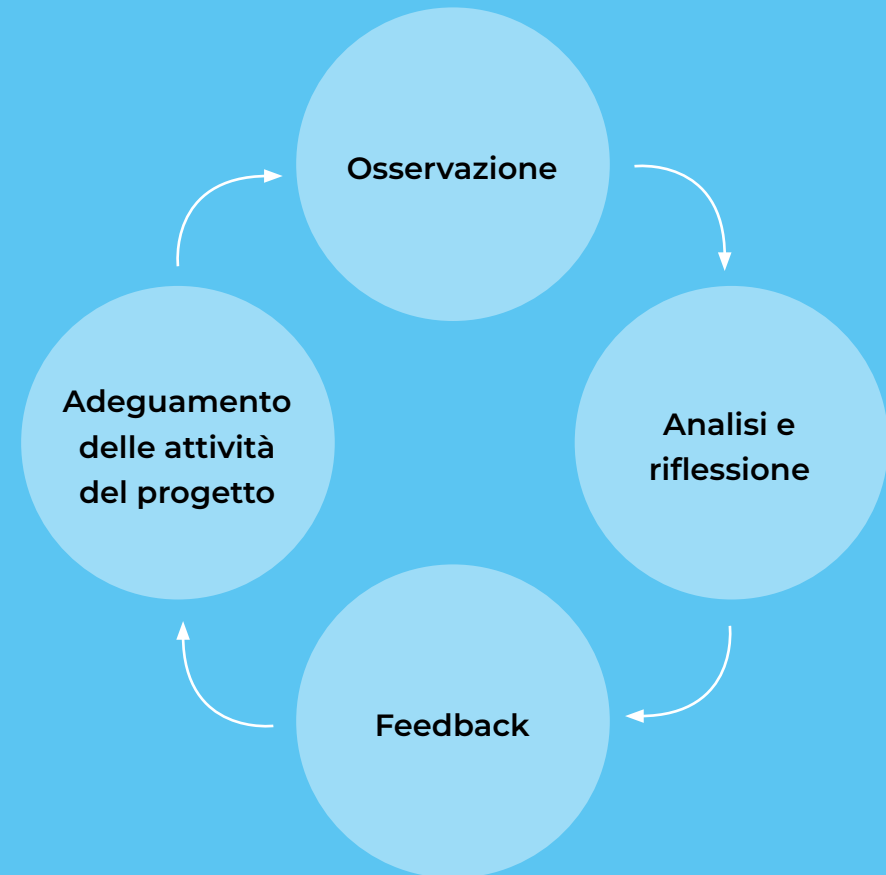 Osservazione
Analisi e
riflessione
Feedback
Adeguamento
delle attività
del progetto